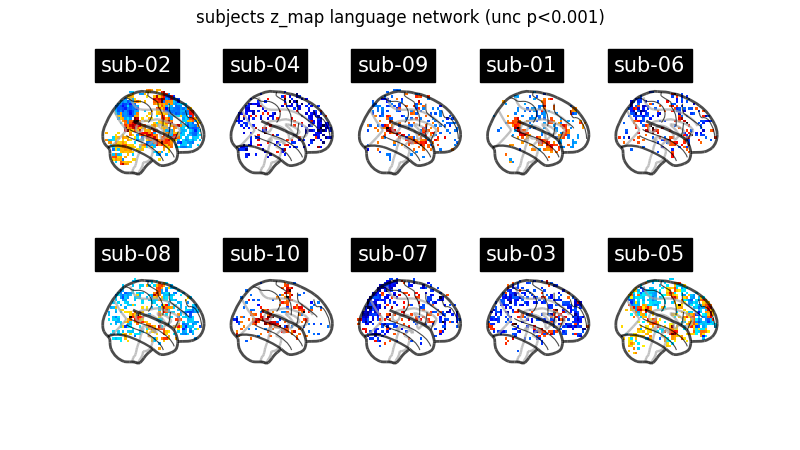 subjects z_map language network (unc p<0.001)
sub-02
sub-04
sub-09
sub-01
sub-06
sub-08
sub-10
sub-07
sub-03
sub-05